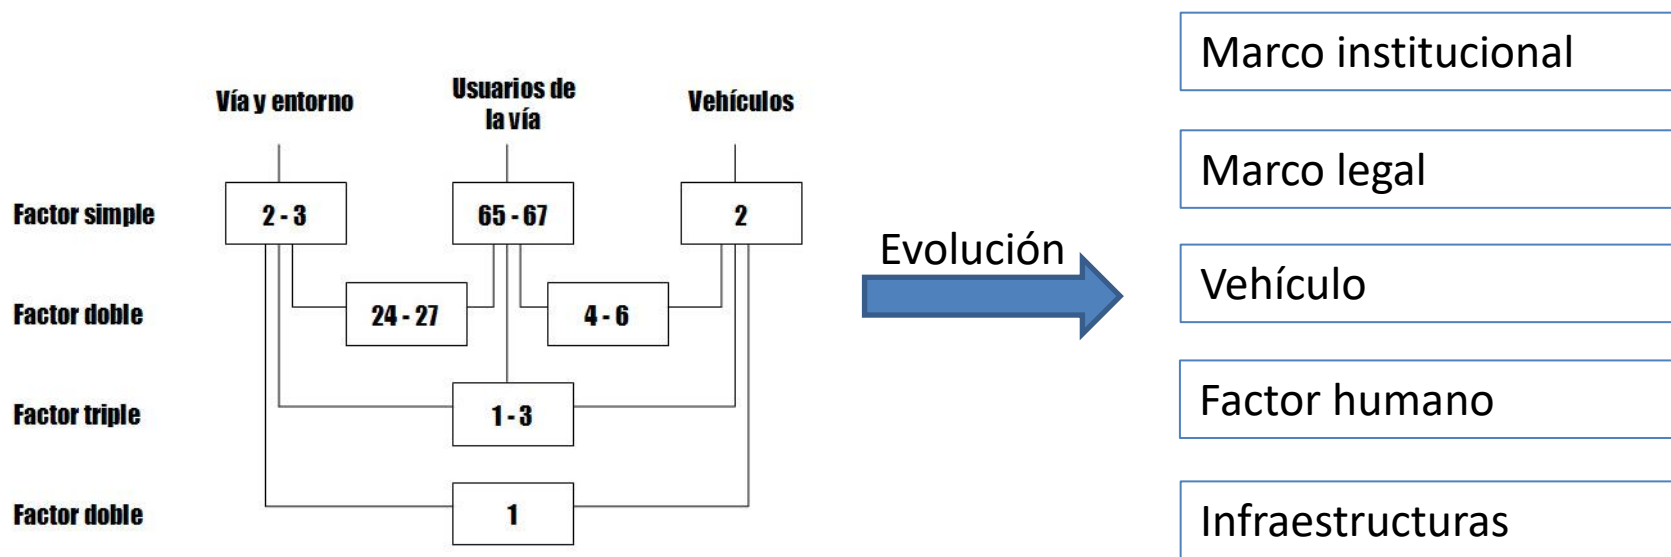 Vía y entorno
Usuarios de
la vía
Vehículos
Factor simple
2 - 3
65 - 67
2
Factor doble
24 - 27
4 - 6
Factor triple
1 - 3
Factor doble
1
Evolución
Marco institucional
Marco legal
Vehículo
Factor humano
Infraestructuras